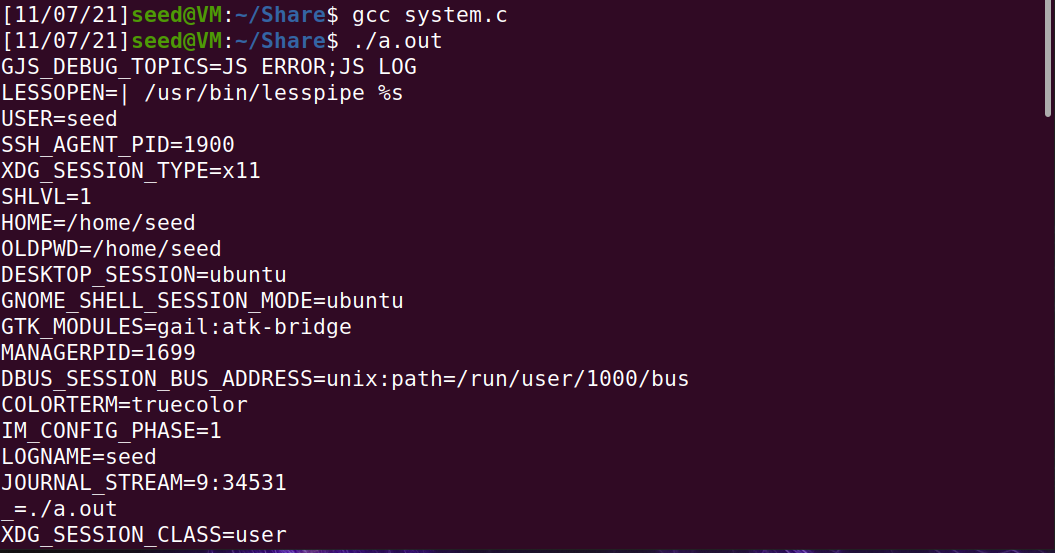 [11/07/21]seed@VM:~/Share$ gcc system.c
[11/07/21]seed@VM:~/Share$ ./a.out
GJS_DEBUG_TOPICS=JS ERROR;JS LOG
LESSOPEN=| /usr/bin/lesspipe %s
USER=seed
SSH_AGENT_PID=1900
XDG_SESSION_TYPE=x11
SHLVL=1
HOME=/home/seed
OLDPWD=/home/seed
DESKTOP_SESSION=ubuntu
GNOME_SHELL_SESSION_MODE=ubuntu
GTK_MODULES=gail:atk-bridge
MANAGERPID=1699
DBUS_SESSION_BUS_ADDRESS=unix:path=/run/user/1000/bus
COLORTERM=truecolor
IM_CONFIG_PHASE=1
LOGNAME=seed
JOURNAL_STREAM=9:34531
_=./a.out
XDG_SESSION_CLASS=user